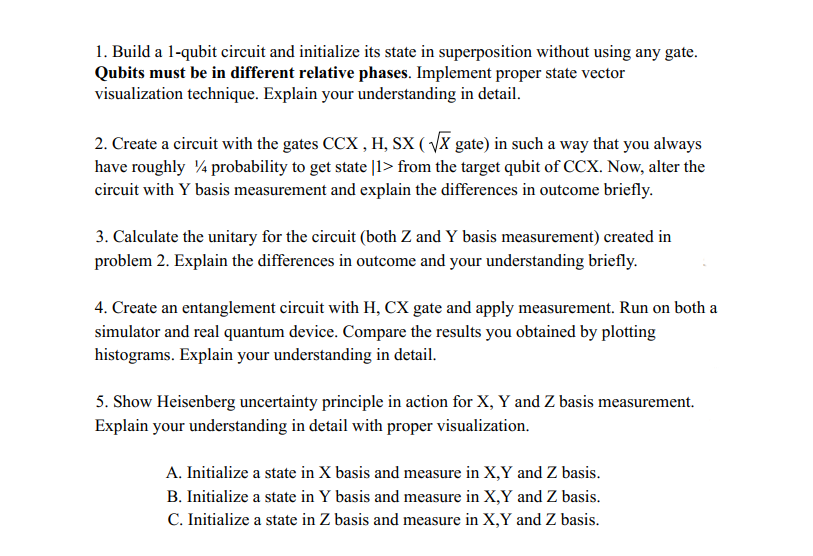 1. Build a 1-qubit circuit and initialize its state in superposition without using any gate.
Qubits must be in different relative phases. Implement proper state vector
visualization technique. Explain your understanding in detail.
2. Create a circuit with the gates CCX , H, SX ( √X gate) in such a way that you always
have roughly ¼ probability to get state |1> from the target qubit of CCX. Now, alter the
circuit with Y basis measurement and explain the differences in outcome briefly.
3. Calculate the unitary for the circuit (both Z and Y basis measurement) created in
problem 2. Explain the differences in outcome and your understanding briefly.
4. Create an entanglement circuit with H, CX gate and apply measurement. Run on both a
simulator and real quantum device. Compare the results you obtained by plotting
histograms. Explain your understanding in detail.
5. Show Heisenberg uncertainty principle in action for X, Y and Z basis measurement.
Explain your understanding in detail with proper visualization.
A. Initialize a state in X basis and measure in X,Y and Z basis.
B. Initialize a state in Y basis and measure in X,Y and Z basis.
C. Initialize a state in Z basis and measure in X,Y and Z basis.